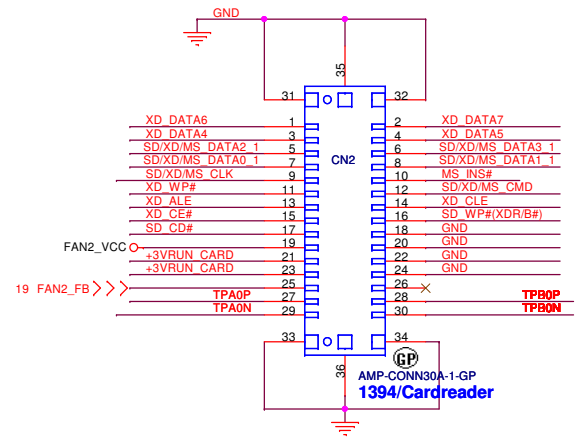 GND
35
31 32
XD_DATA6 1 2 XD_DATA7
XD_DATA4 3 4 XD_DATA5
SD/XD/MS_DATA2_1 5 6 SD/XD/MS_DATA3_1
SD/XD/MS_DATA0_1 7 8 SD/XD/MS_DATA1_1
CN2
SD/XD/MS_CLK 9 10 MS_INS#
XD_WP# 11 12 SD/XD/MS_CMD
XD_ALE 13 14 XD_CLE
XD_CE# 15 16 SD_WP#(XDR/B#)
SD_CD# 17 18 GND
FAN2_VCC 19 20 GND
+3VRUN_CARD 21 22 GND
+3VRUN_CARD 23 24 GND
19 FAN2_FB 25 26
TPA0P 27 28
TPA0N 29 30
33 34
GP
36
AMP-CONN30A-1-GP
1394/Cardreader